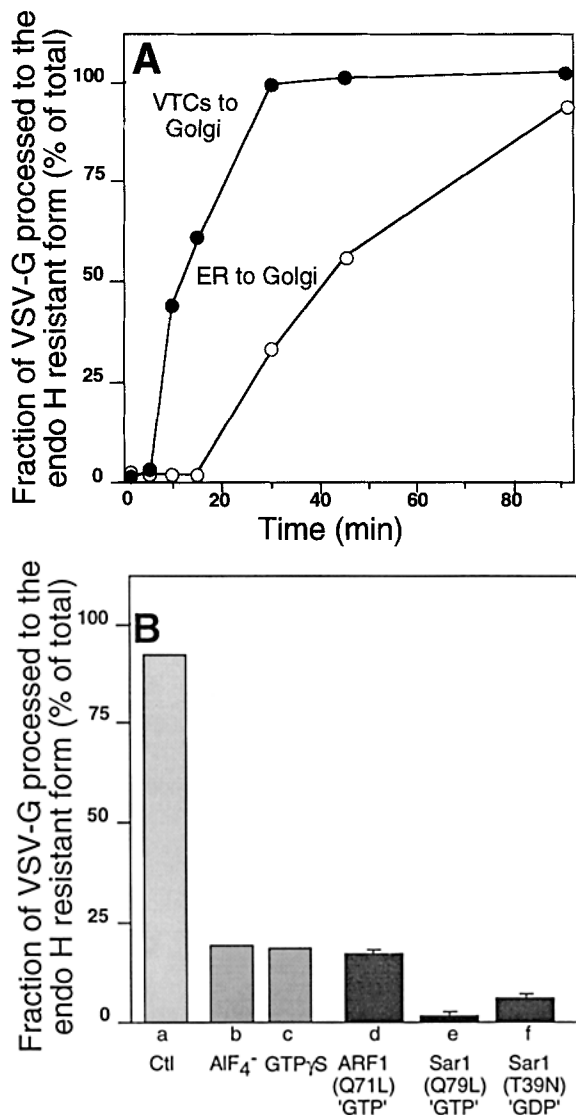 A
Fraction of VSV-G processed to the
endo H resistant form (% of total)
100
75
50
25
0
VTCs to
Golgi
ER to Golgi
0
20
40
60
80
Time (min)
B
Fraction of VSV-G processed to the
endo H resistant form (% of total)
100
75
50
25
0
a
b
c
d
e
f
Ctl
AlF₄⁻
GTPγS
ARF1
(Q71L)
'GTP'
Sar1
(Q79L)
'GTP'
Sar1
(T39N)
'GDP'